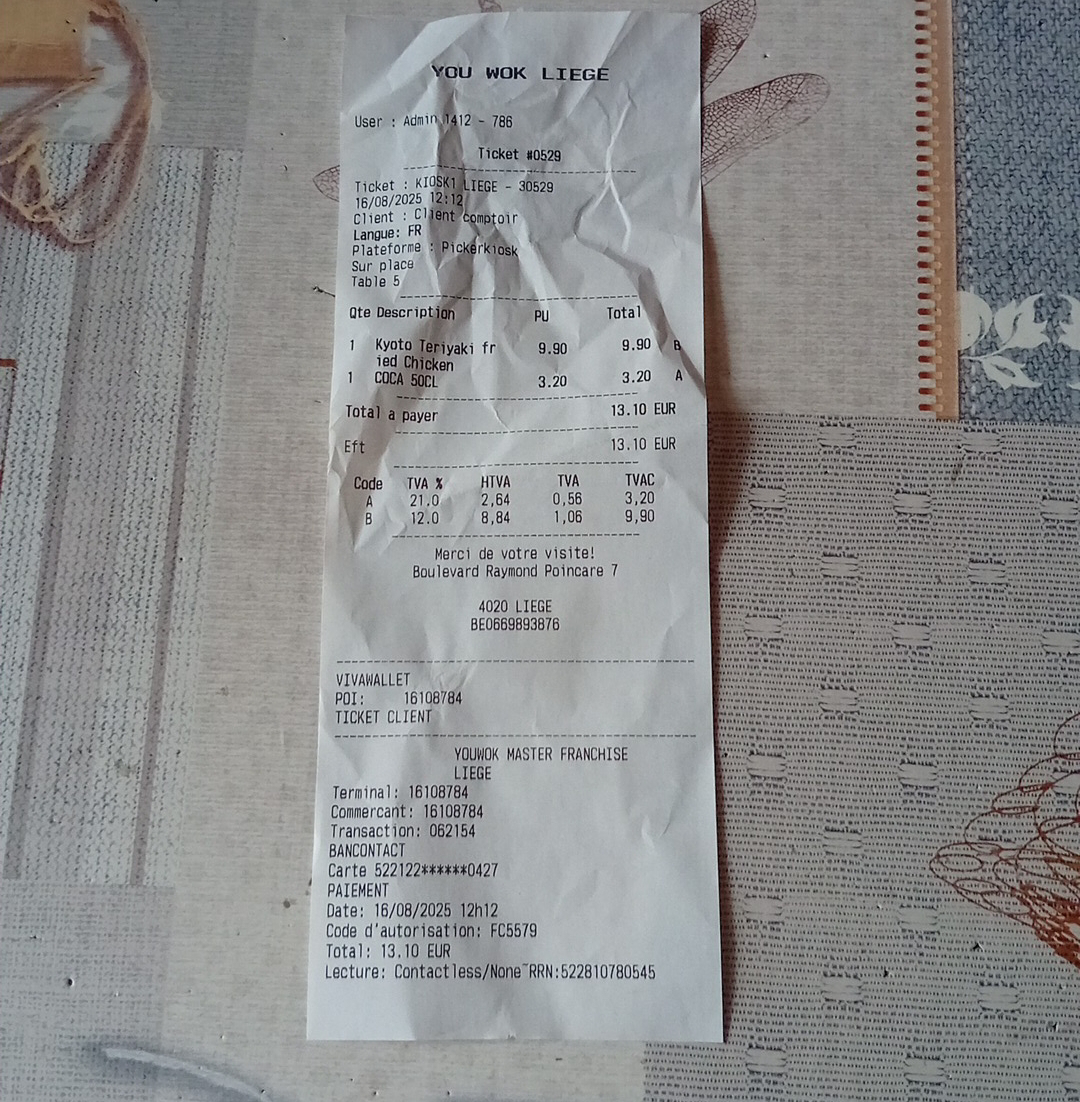 YOU WOK LIEGE
User : Admin 1412 - 786
Ticket #0529
Ticket : KIOSK1 LIEGE - 30529
16/08/2025 12:12
Client : Client comptoir
Langue: FR
Plateforme : Pickerkiosk
Sur place
Table 5
Qte Description PU Total
1 Kyoto Teriyaki fr 9.90 9.90 B
ied Chicken
1 COCA 50CL 3.20 3.20 A
Total a payer 13.10 EUR
Eft 13.10 EUR
Code TVA % HTVA TVA TVAC
A 21.0 2,64 0,56 3,20
B 12.0 8,84 1,06 9,90
Merci de votre visite!
Boulevard Raymond Poincare 7
4020 LIEGE
BE0669893876
VIVAWALLET
POI: 16108784
TICKET CLIENT
YOUWOK MASTER FRANCHISE
LIEGE
Terminal: 16108784
Commercant: 16108784
Transaction: 062154
BANCONTACT
Carte 522122******0427
PAIEMENT
Date: 16/08/2025 12h12
Code d'autorisation: FC5579
Total: 13.10 EUR
Lecture: Contactless/None~RRN:522810780545